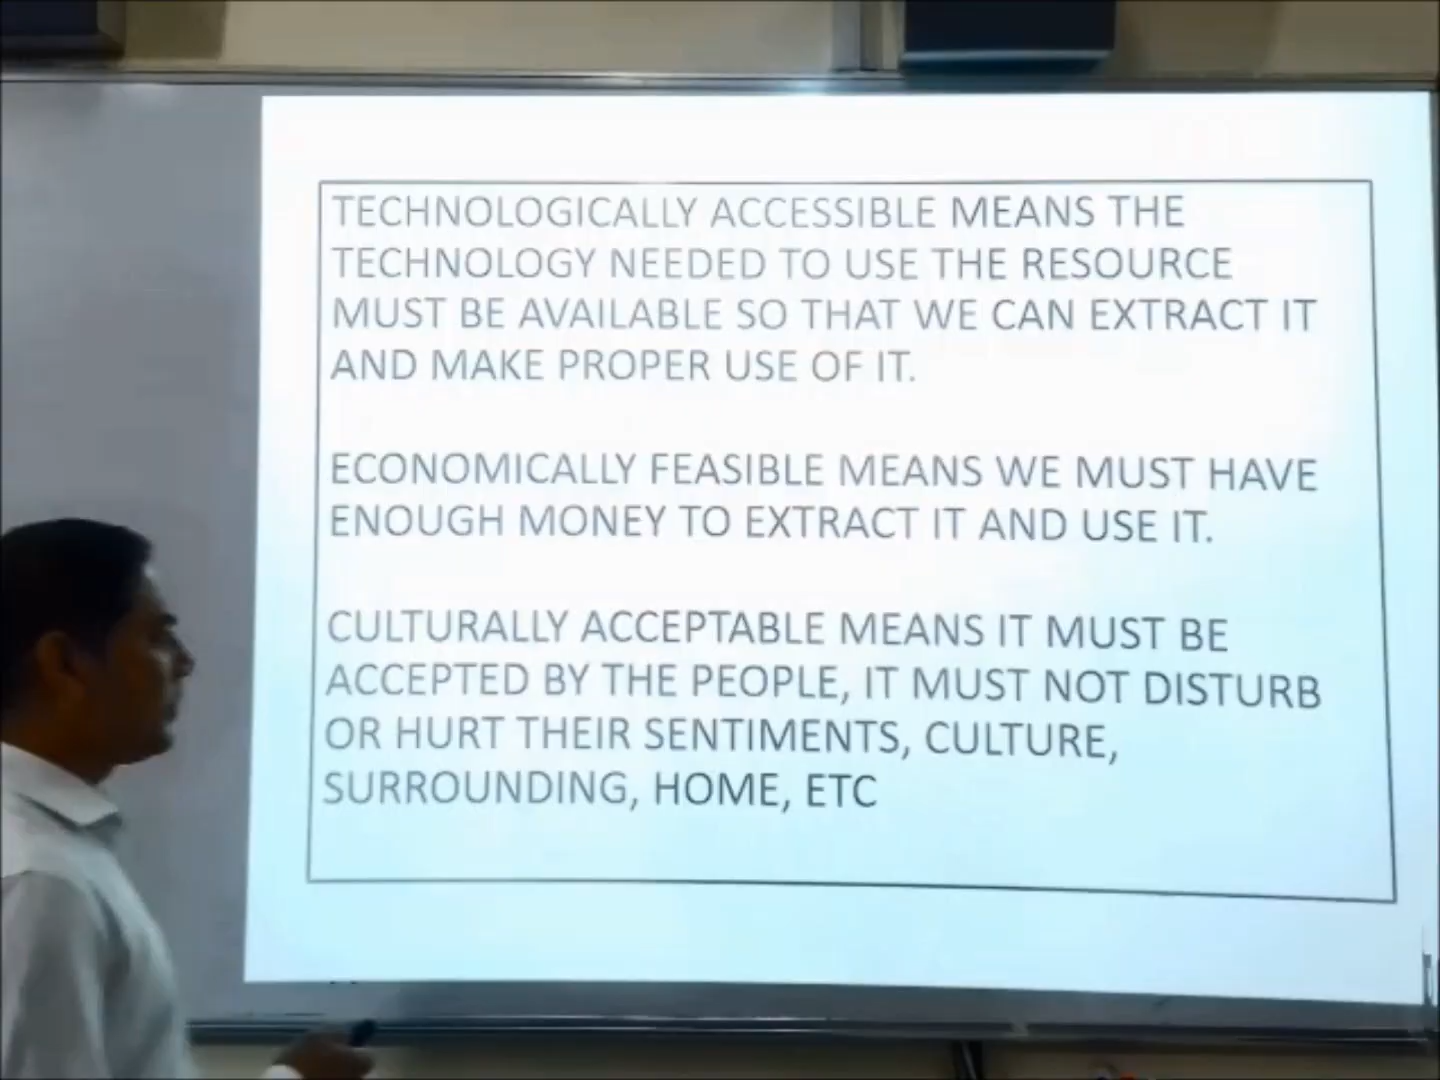 TECHNOLOGICALLY ACCESSIBLE MEANS THE
TECHNOLOGY NEEDED TO USE THE RESOURCE
MUST BE AVAILABLE SO THAT WE CAN EXTRACT IT
AND MAKE PROPER USE OF IT.
ECONOMICALLY FEASIBLE MEANS WE MUST HAVE
ENOUGH MONEY TO EXTRACT IT AND USE IT.
CULTURALLY ACCEPTABLE MEANS IT MUST BE
ACCEPTED BY THE PEOPLE, IT MUST NOT DISTURB
OR HURT THEIR SENTIMENTS, CULTURE,
SURROUNDING, HOME, ETC